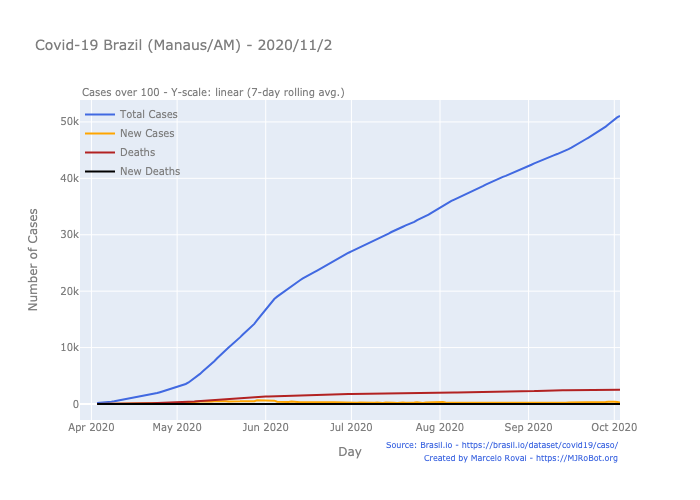 Covid-19 Brazil (Manaus/AM) - 2020/11/2
Cases over 100 - Y-scale: linear (7-day rolling avg.)
Total Cases
New Cases
Deaths
New Deaths
50k
40k
30k
20k
10k
0
Number of Cases
Apr 2020 May 2020 Jun 2020 Jul 2020 Aug 2020 Sep 2020 Oct 2020
Day
Source: Brasil.io - https://brasil.io/dataset/covid19/caso/
Created by Marcelo Rovai - https://MJRoBot.org